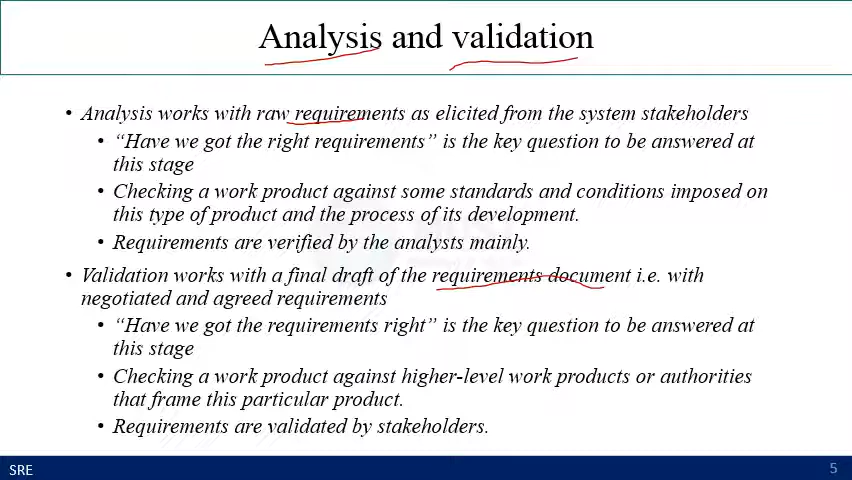 Analysis and validation
• Analysis works with raw requirements as elicited from the system stakeholders
• “Have we got the right requirements” is the key question to be answered at
this stage
• Checking a work product against some standards and conditions imposed on
this type of product and the process of its development.
• Requirements are verified by the analysts mainly.
• Validation works with a final draft of the requirements document i.e. with
negotiated and agreed requirements
• “Have we got the requirements right” is the key question to be answered at
this stage
• Checking a work product against higher-level work products or authorities
that frame this particular product.
• Requirements are validated by stakeholders.
SRE
5